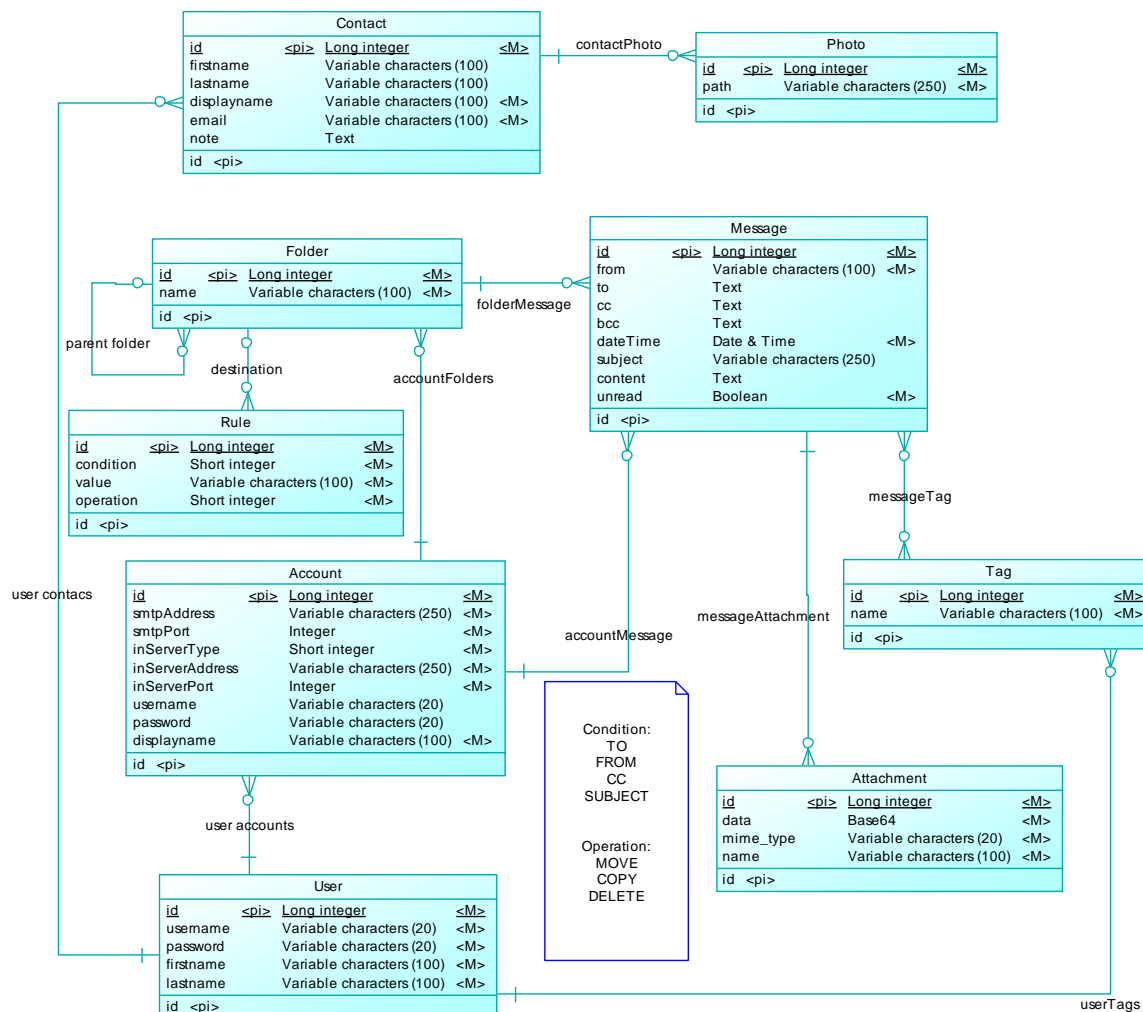 Contact
id <pi> Long integer <M>
firstname Variable characters (100)
lastname Variable characters (100)
displayname Variable characters (100) <M>
email Variable characters (100) <M>
note Text
id <pi>
contactPhoto
Photo
id <pi> Long integer <M>
path Variable characters (250) <M>
id <pi>
Folder
id <pi> Long integer <M>
name Variable characters (100) <M>
id <pi>
parent folder
destination
accountFolders
folderMessage
Message
id <pi> Long integer <M>
from Variable characters (100) <M>
to Text
cc Text
bcc Text
dateTime Date & Time <M>
subject Variable characters (250)
content Text
unread Boolean <M>
id <pi>
Rule
id <pi> Long integer <M>
condition Short integer <M>
value Variable characters (100) <M>
operation Short integer <M>
id <pi>
messageTag
user contacs
Account
id <pi> Long integer <M>
smtpAddress Variable characters (250) <M>
smtpPort Integer <M>
inServerType Short integer <M>
inServerAddress Variable characters (250) <M>
inServerPort Integer <M>
username Variable characters (20)
password Variable characters (20)
displayname Variable characters (100) <M>
id <pi>
accountMessage
messageAttachment
Tag
id <pi> Long integer <M>
name Variable characters (100) <M>
id <pi>
Condition:
TO
FROM
CC
SUBJECT
Operation:
MOVE
COPY
DELETE
Attachment
id <pi> Long integer <M>
data Base64 <M>
mime_type Variable characters (20) <M>
name Variable characters (100) <M>
id <pi>
user accounts
User
id <pi> Long integer <M>
username Variable characters (20) <M>
password Variable characters (20) <M>
firstname Variable characters (100) <M>
lastname Variable characters (100) <M>
id <pi>
userTags